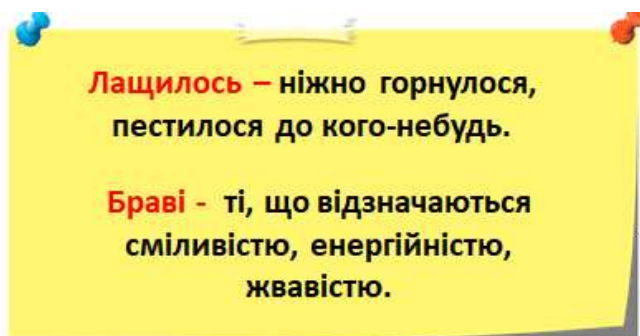 Лащилось – ніжно горнулося,
пестилося до кого-небудь.
Браві - ті, що відзначаються
сміливістю, енергійністю,
жвавістю.